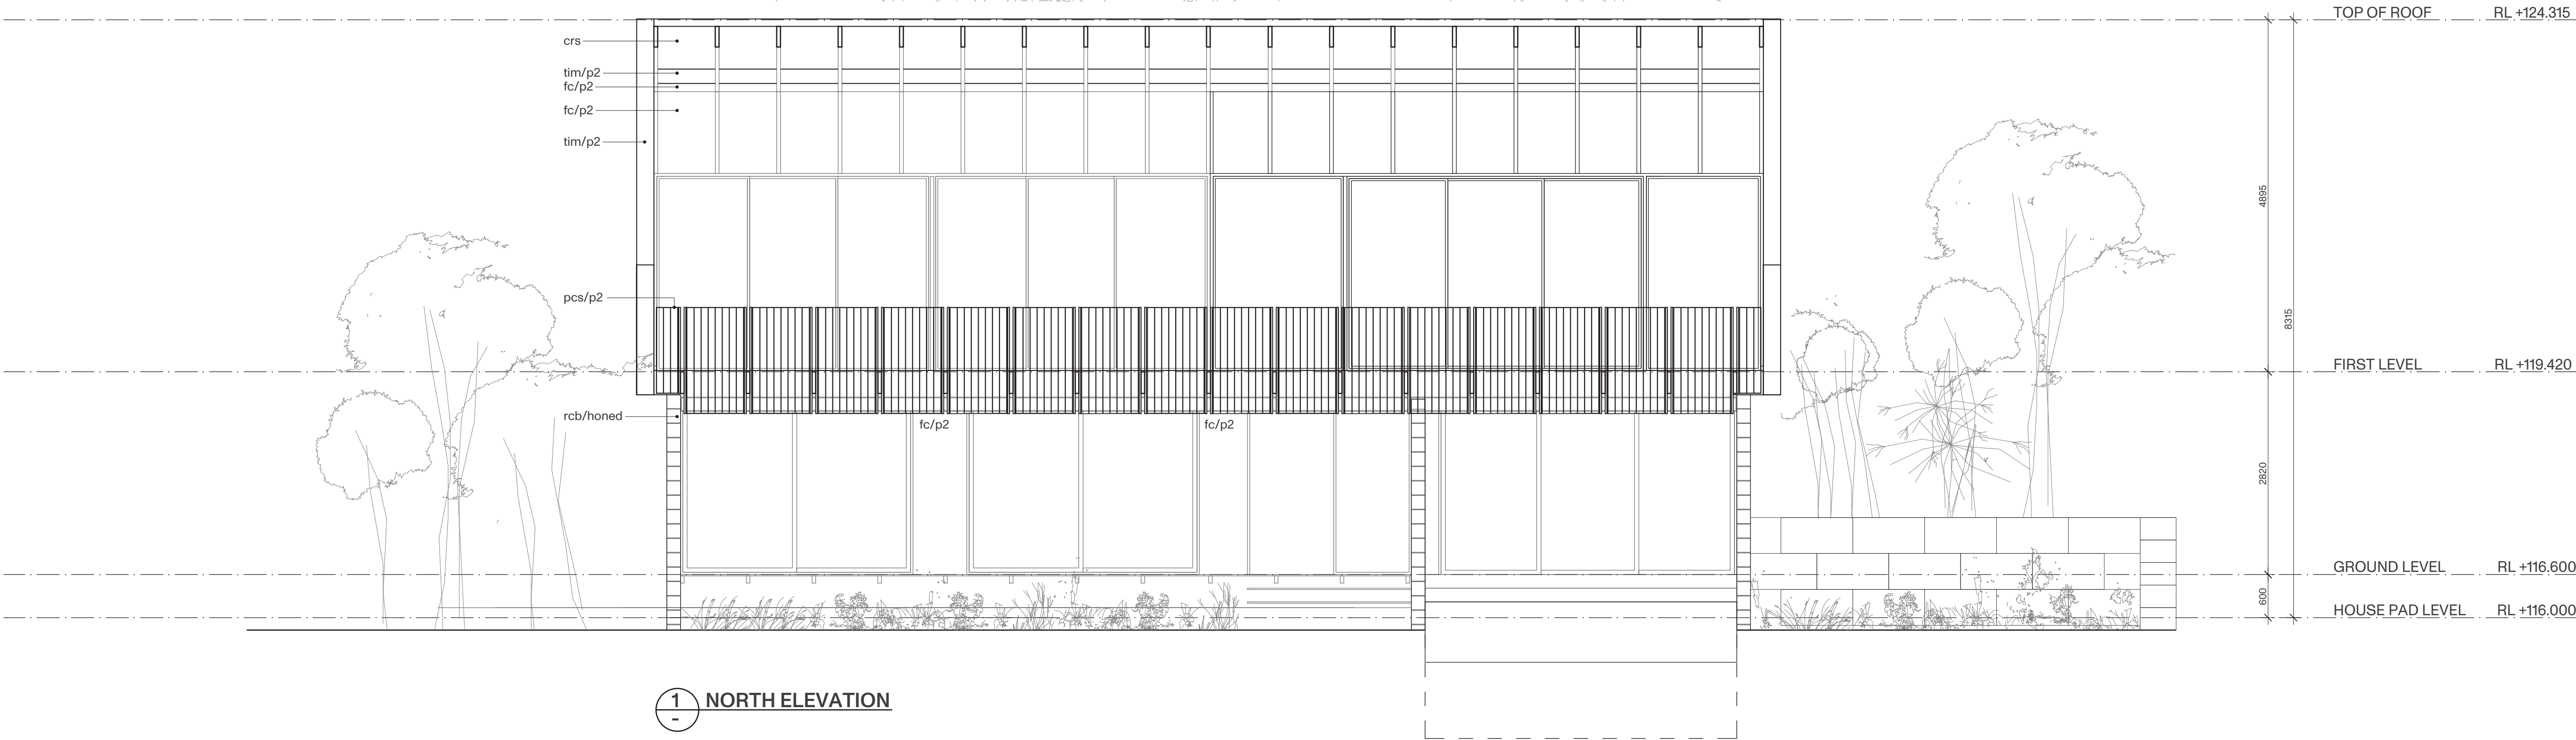 TOP OF ROOF RL +124.315
crs
tim/p2
fc/p2
fc/p2
tim/p2
4895
pcs/p2
8315
FIRST LEVEL RL +119.420
rcb/honed
fc/p2 fc/p2
2820
GROUND LEVEL RL +116.600
600
HOUSE PAD LEVEL RL +116.000
1 NORTH ELEVATION
-